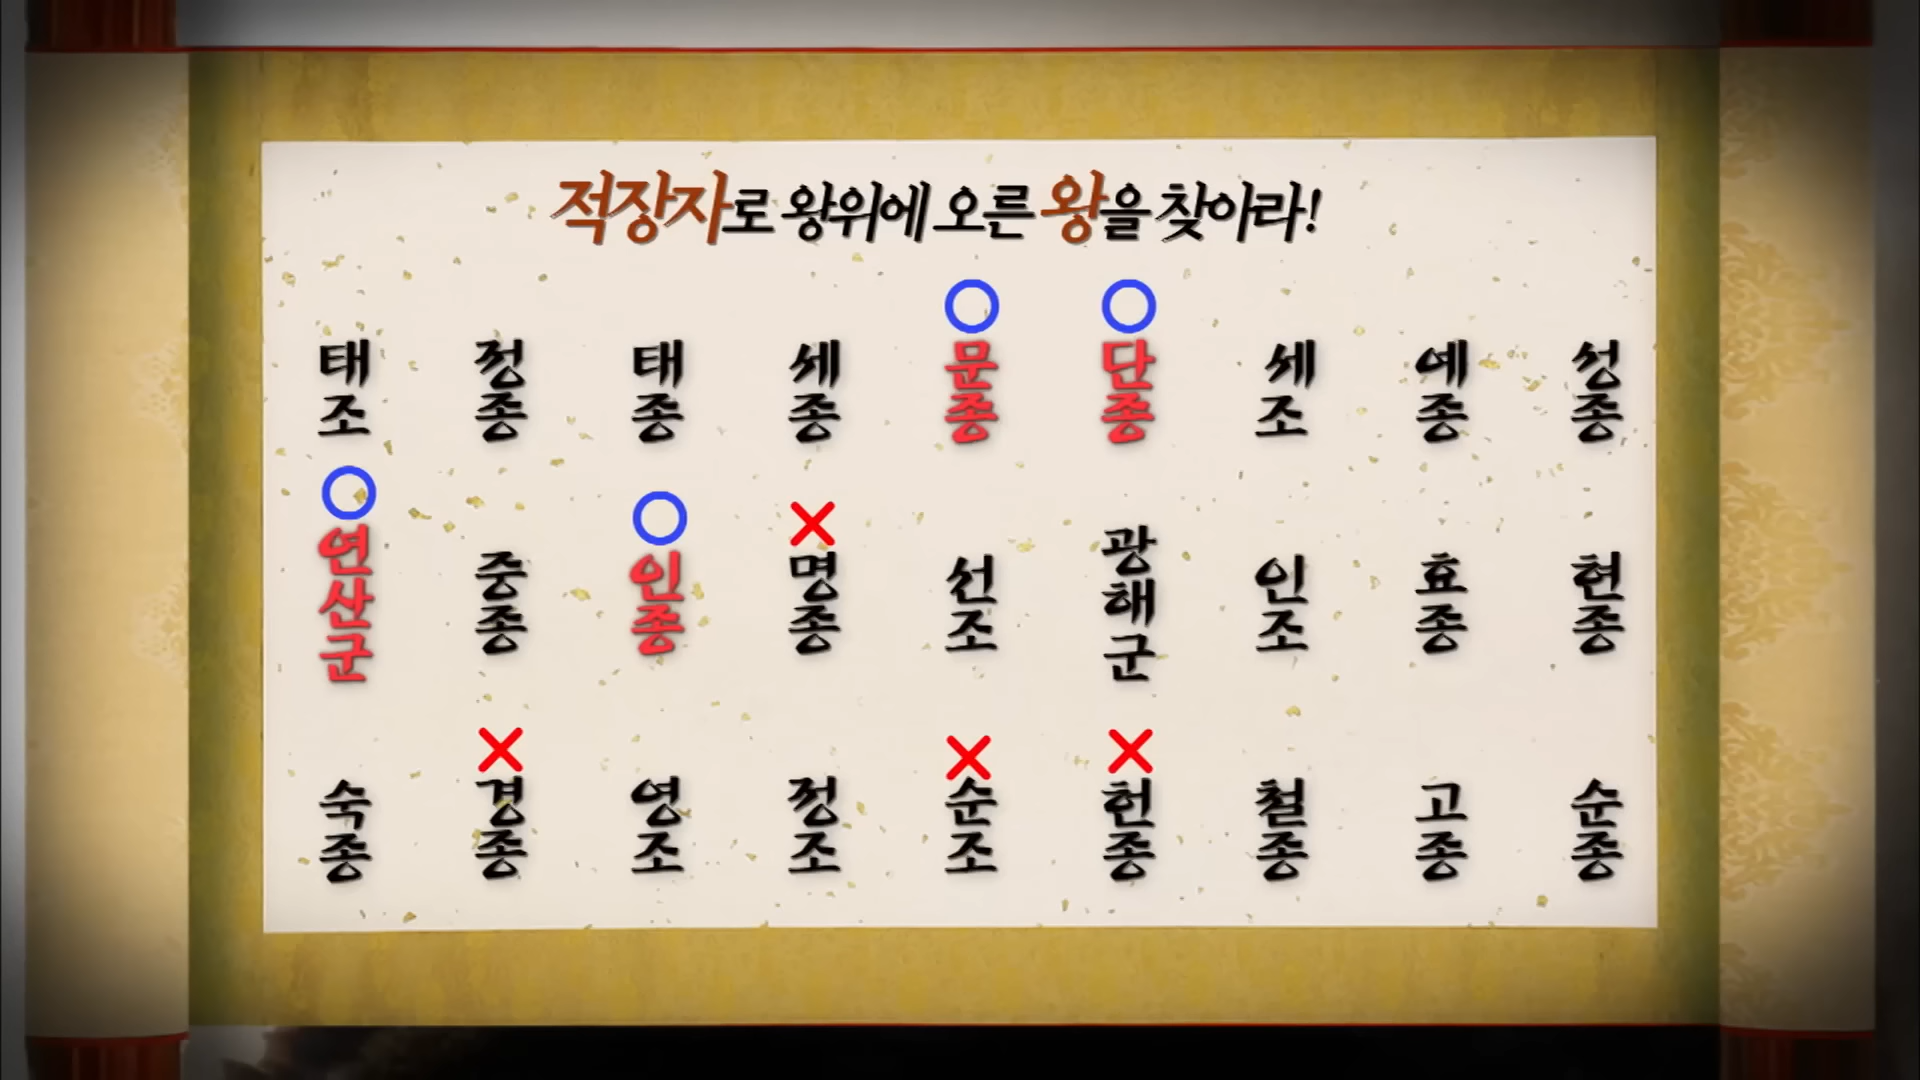 적장자로 왕위에 오른 왕을 찾아라!
태조 정종 태종 세종 문종 단종 세조 예종 성종
연산군 중종 인종 명종 선조 광해군 인조 효종 현종
숙종 경종 영조 정조 순조 헌종 철종 고종 순종